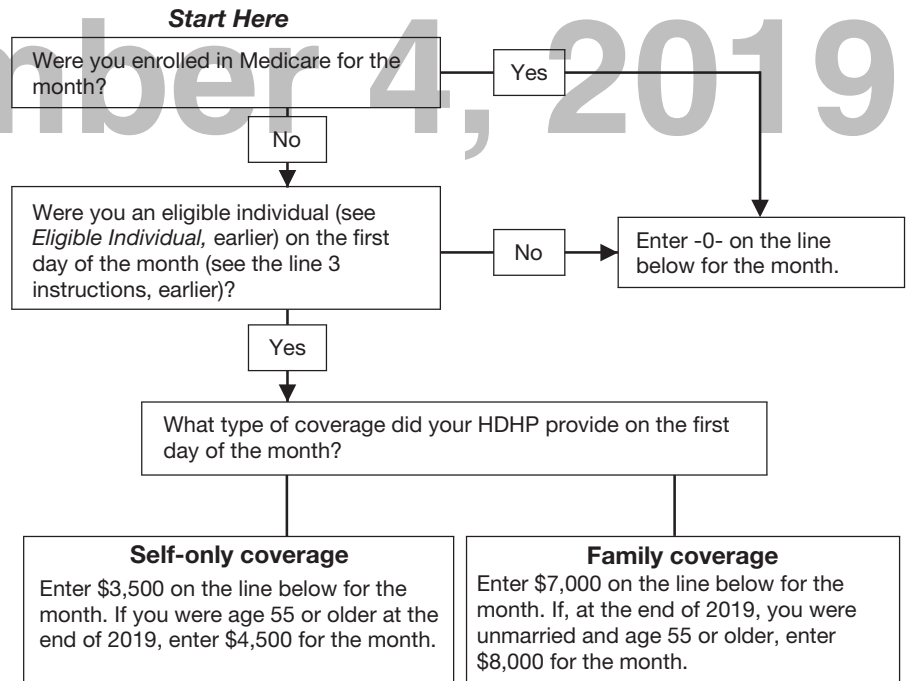 Start Here
mber 4, 2019
Were you enrolled in Medicare for the
month?
Yes
No
Were you an eligible individual (see
Eligible Individual, earlier) on the first
day of the month (see the line 3
instructions, earlier)?
No
Enter -0- on the line
below for the month.
Yes
What type of coverage did your HDHP provide on the first
day of the month?
Self-only coverage
Enter $3,500 on the line below for the
month. If you were age 55 or older at the
end of 2019, enter $4,500 for the month.
Family coverage
Enter $7,000 on the line below for the
month. If, at the end of 2019, you were
unmarried and age 55 or older, enter
$8,000 for the month.